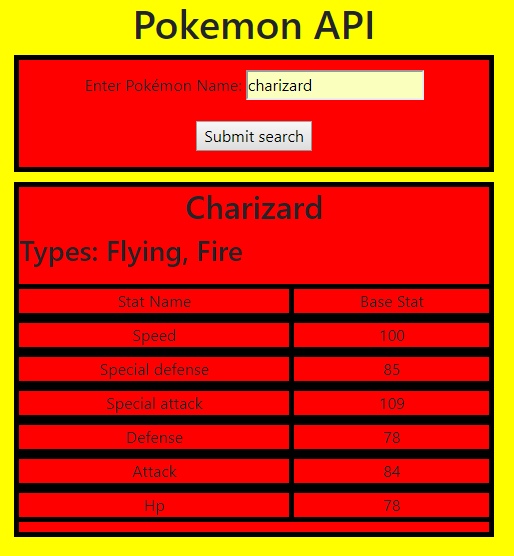 Pokemon API
Enter Pokémon Name: charizard
Submit search
Charizard
Types: Flying, Fire
Stat Name Base Stat
Speed 100
Special defense 85
Special attack 109
Defense 78
Attack 84
Hp 78